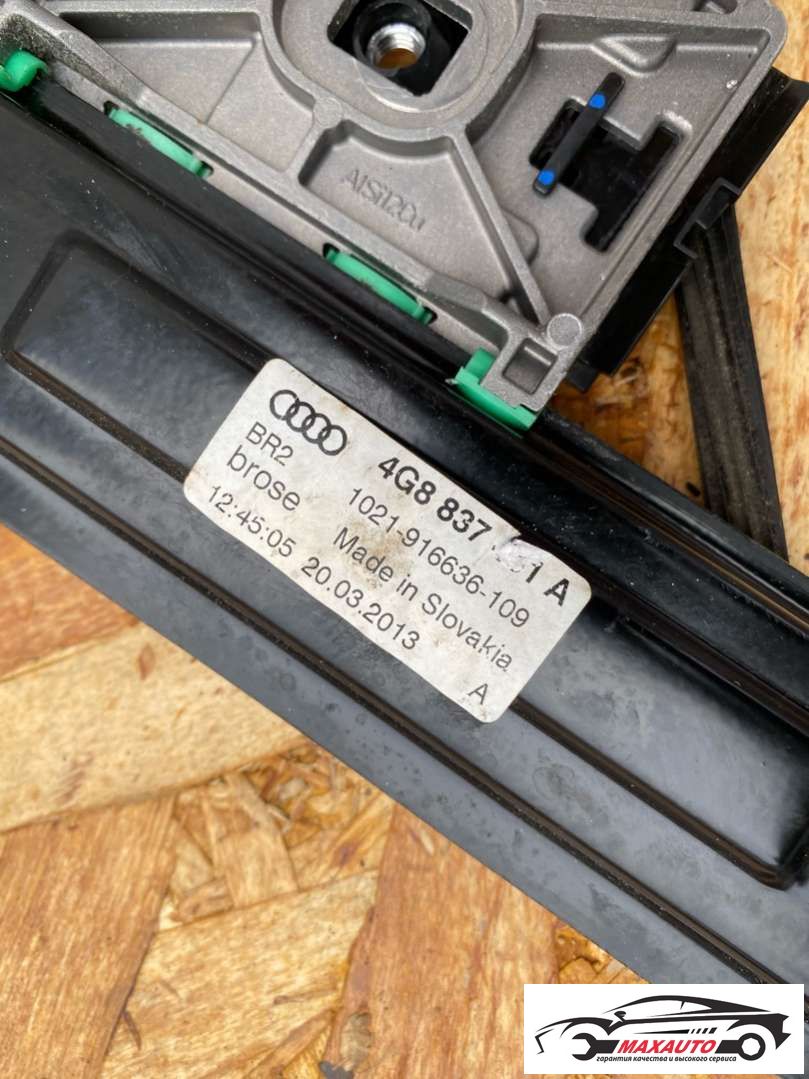 AlSi12Cu
4G8 837 1 A
BR2 1021-916636-109
brose Made in Slovakia
12:45:05 20.03.2013 A
MAXAUTO
гарантия качества и высокого сервиса